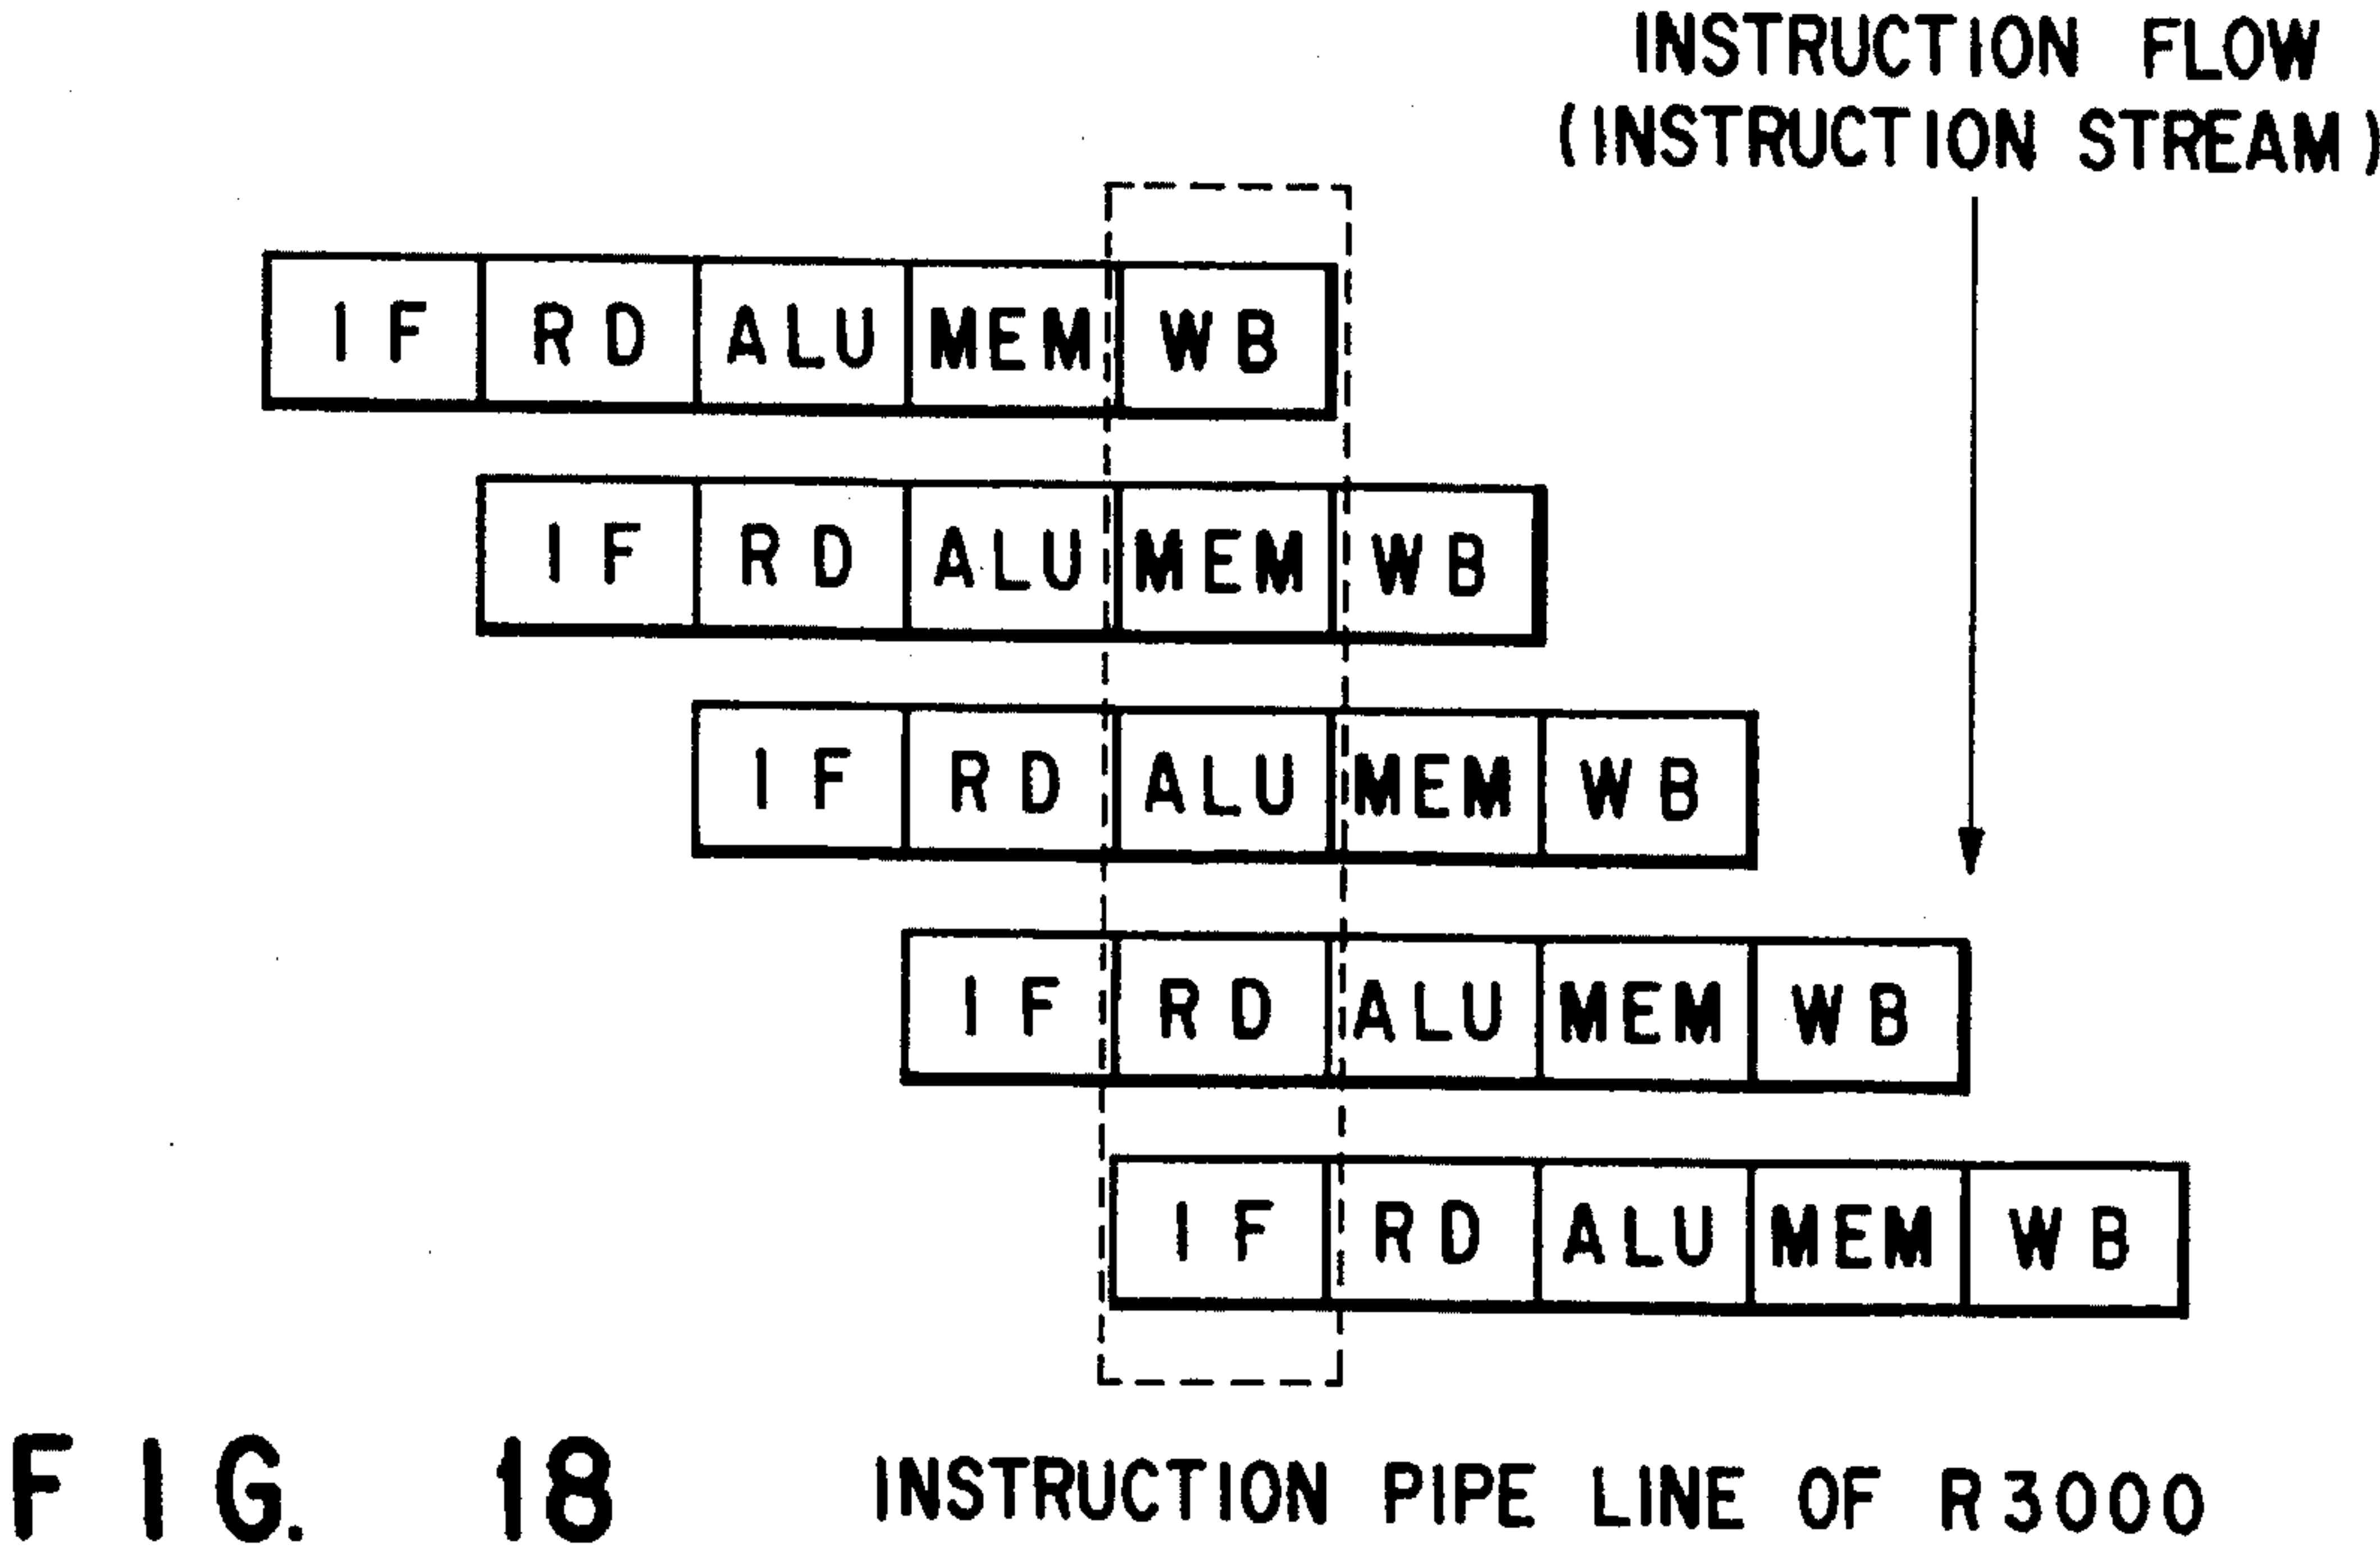 INSTRUCTION FLOW
(INSTRUCTION STREAM)
IF RD ALU MEM WB
IF RD ALU MEM WB
IF RD ALU MEM WB
IF RD ALU MEM WB
IF RD ALU MEM WB
FIG. 18 INSTRUCTION PIPE LINE OF R3000